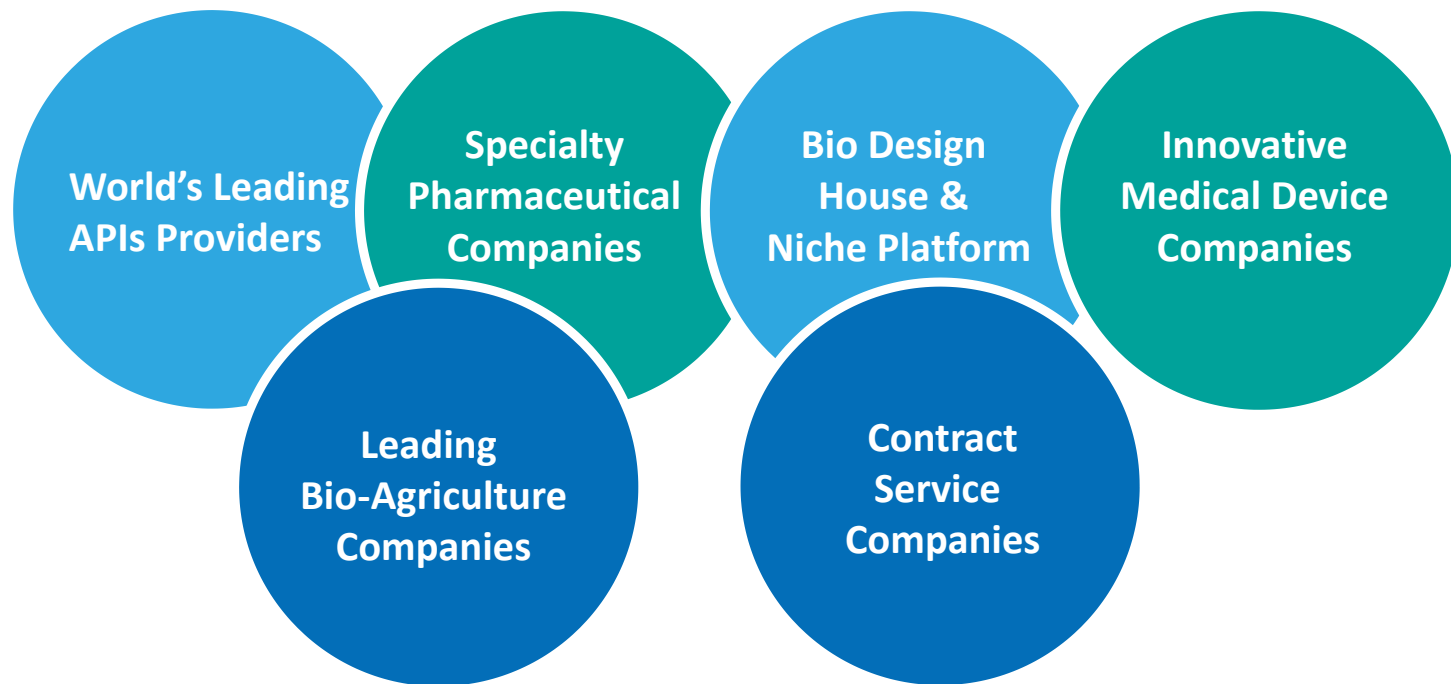 World’s Leading
APIs Providers
Specialty
Pharmaceutical
Companies
Bio Design
House &
Niche Platform
Innovative
Medical Device
Companies
Leading
Bio-Agriculture
Companies
Contract
Service
Companies